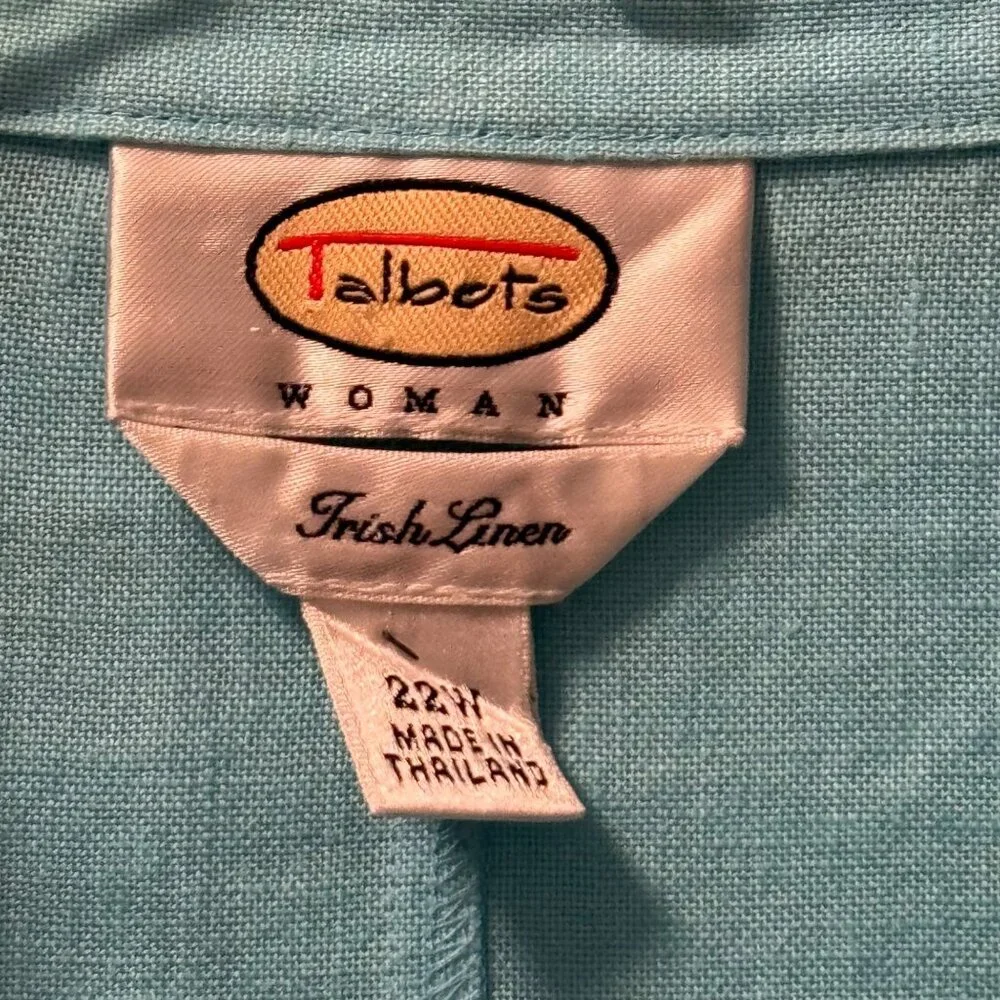 Talbots
WOMAN
Irish Linen
22W
MADE IN
THAILAND